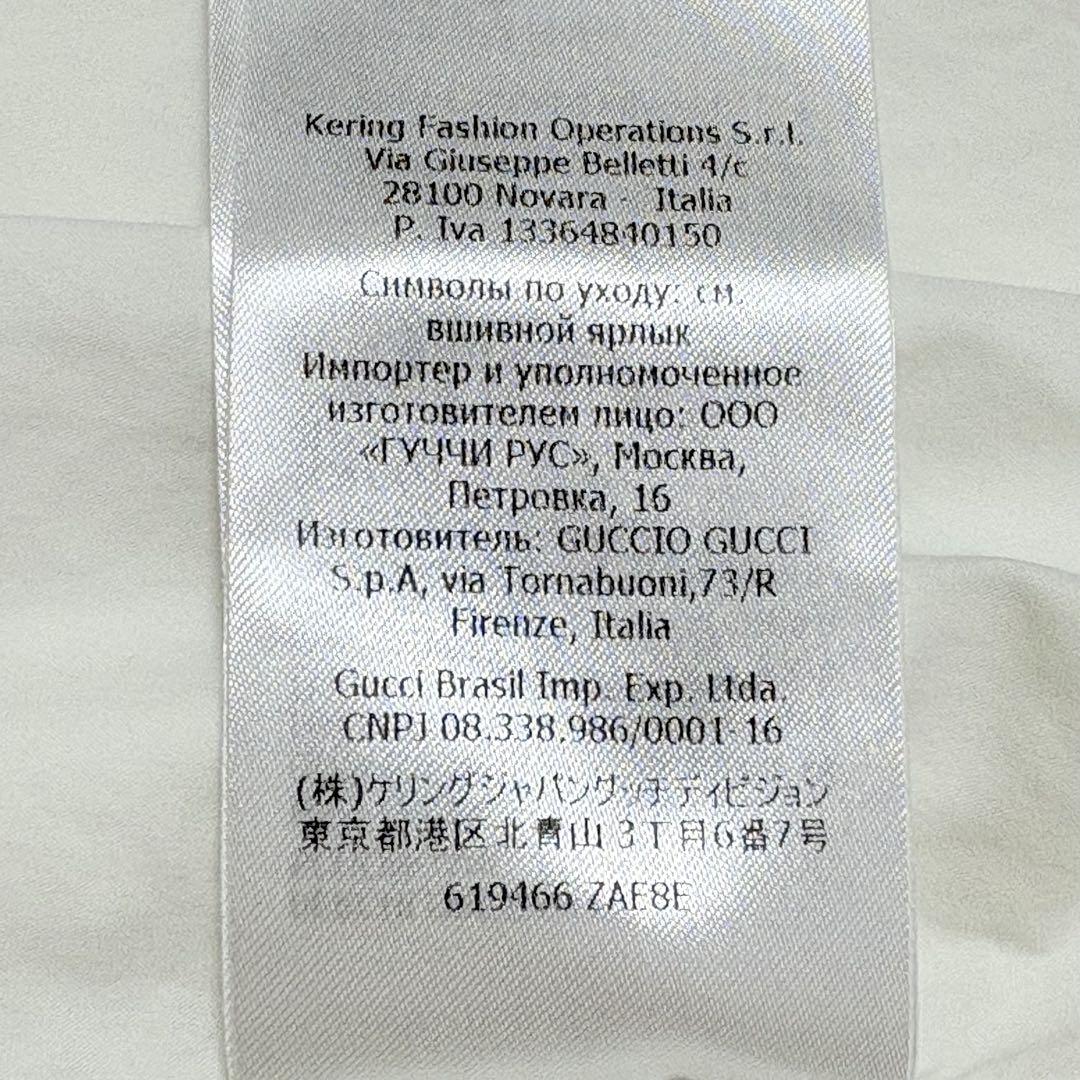 Kering Fashion Operations S.r.l.
Via Giuseppe Belletti 4/c
28100 Novara - Italia
P. Iva 13364840150
Символы по уходу: см.
вшивной ярлык
Импортер и уполномоченное
изготовителем лицо: ООО
«ГУЧЧИ РУС», Москва,
Петровка, 16
Изготовитель: GUCCIO GUCCI
S.p.A, via Tornabuoni,73/R
Firenze, Italia
Gucci Brasil Imp. Exp. Ltda.
CNPJ 08.338.986/0001-16
(株)ケリングジャパングッチディビジョン
東京都港区北青山3丁目6番7号
619466 ZAE8E